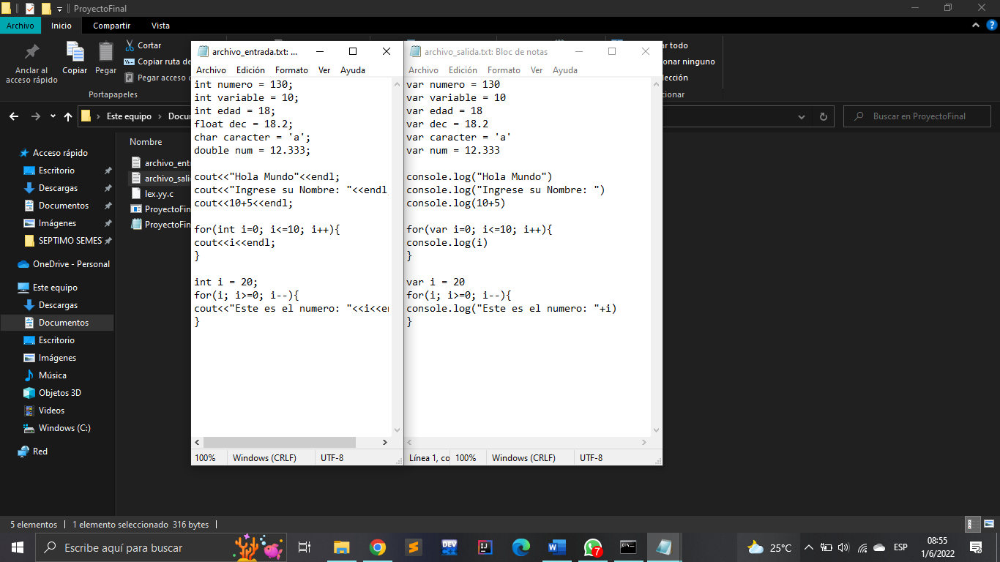 ProyectoFinal
Archivo Inicio Compartir Vista
Anclar al acceso rápido
Copiar
Pegar
Cortar
Copiar ruta de
Pegar acceso
Portapapeles
ar todo
onar ninguno
lección
cionar
Este equipo
Docu
Buscar en ProyectoFinal
Acceso rápido
Escritorio
Descargas
Documentos
Imágenes
SEPTIMO SEMES
OneDrive - Personal
Este equipo
Descargas
Documentos
Escritorio
Imágenes
Música
Objetos 3D
Videos
Windows (C:)
Red
Nombre
archivo_entr
archivo_sali
lex.yy.c
ProyectoFin
ProyectoFina
archivo_entrada.txt: ...
Archivo Edición Formato Ver Ayuda
int numero = 130;
int variable = 10;
int edad = 18;
float dec = 18.2;
char caracter = 'a';
double num = 12.333;
cout<<"Hola Mundo"<<endl;
cout<<"Ingrese su Nombre: "<<endl
cout<<10+5<<endl;
for(int i=0; i<=10; i++){
cout<<i<<endl;
}
int i = 20;
for(i; i>=0; i--){
cout<<"Este es el numero: "<<i<<en
}
100% Windows (CRLF) UTF-8
archivo_salida.txt: Bloc de notas
Archivo Edición Formato Ver Ayuda
var numero = 130
var variable = 10
var edad = 18
var dec = 18.2
var caracter = 'a'
var num = 12.333
console.log("Hola Mundo")
console.log("Ingrese su Nombre: ")
console.log(10+5)
for(var i=0; i<=10; i++){
console.log(i)
}
var i = 20
for(i; i>=0; i--){
console.log("Este es el numero: "+i)
}
Línea 1, co 100% Windows (CRLF) UTF-8
5 elementos 1 elemento seleccionado 316 bytes
Escribe aquí para buscar
DEV
IJ
W
7
25°C
ESP
08:55
1/6/2022